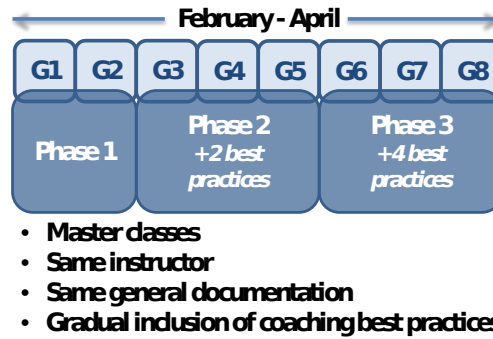 February - April
G1 G2 G3 G4 G5 G6 G7 G8
Phase 1 Phase 2 Phase 3
+2 best +4 best
practices practices
• Master classes
• Same instructor
• Same general documentation
• Gradual inclusion of coaching best practices